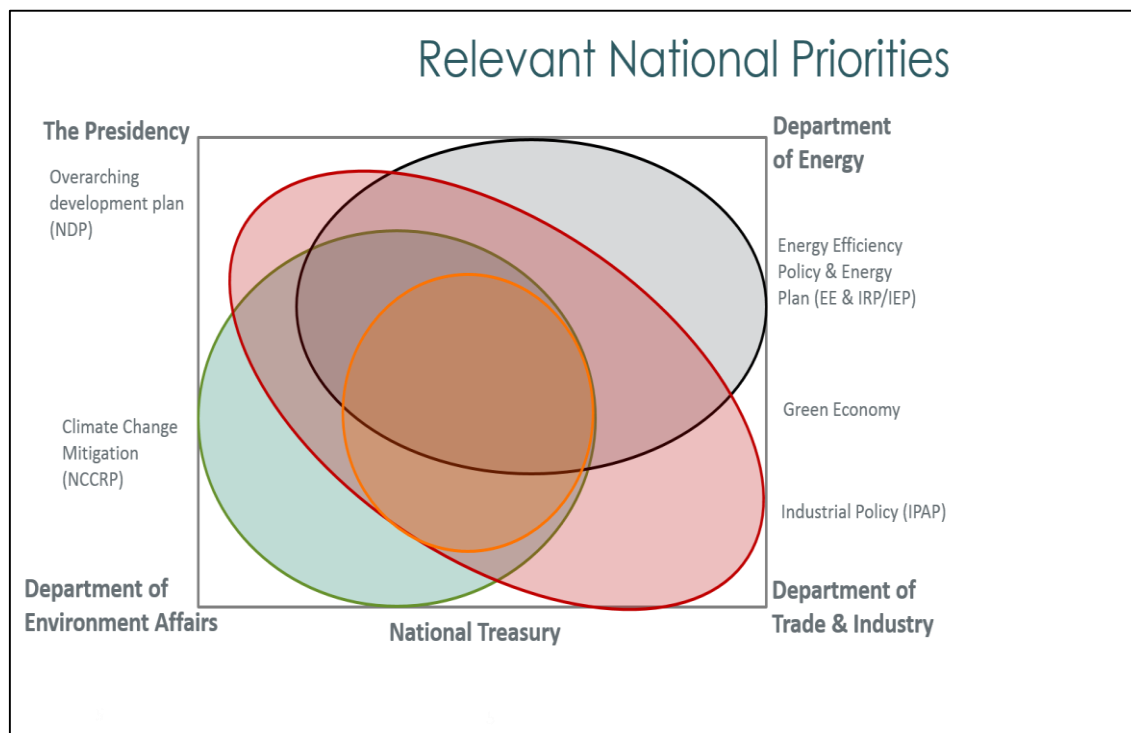 Relevant National Priorities
The Presidency
Overarching
development plan
(NDP)
Department
of Energy
Energy Efficiency
Policy & Energy
Plan (EE & IRP/IEP)
Green Economy
Climate Change
Mitigation
(NCCRP)
Industrial Policy (IPAP)
Department of
Environment Affairs
National Treasury
Department of
Trade & Industry